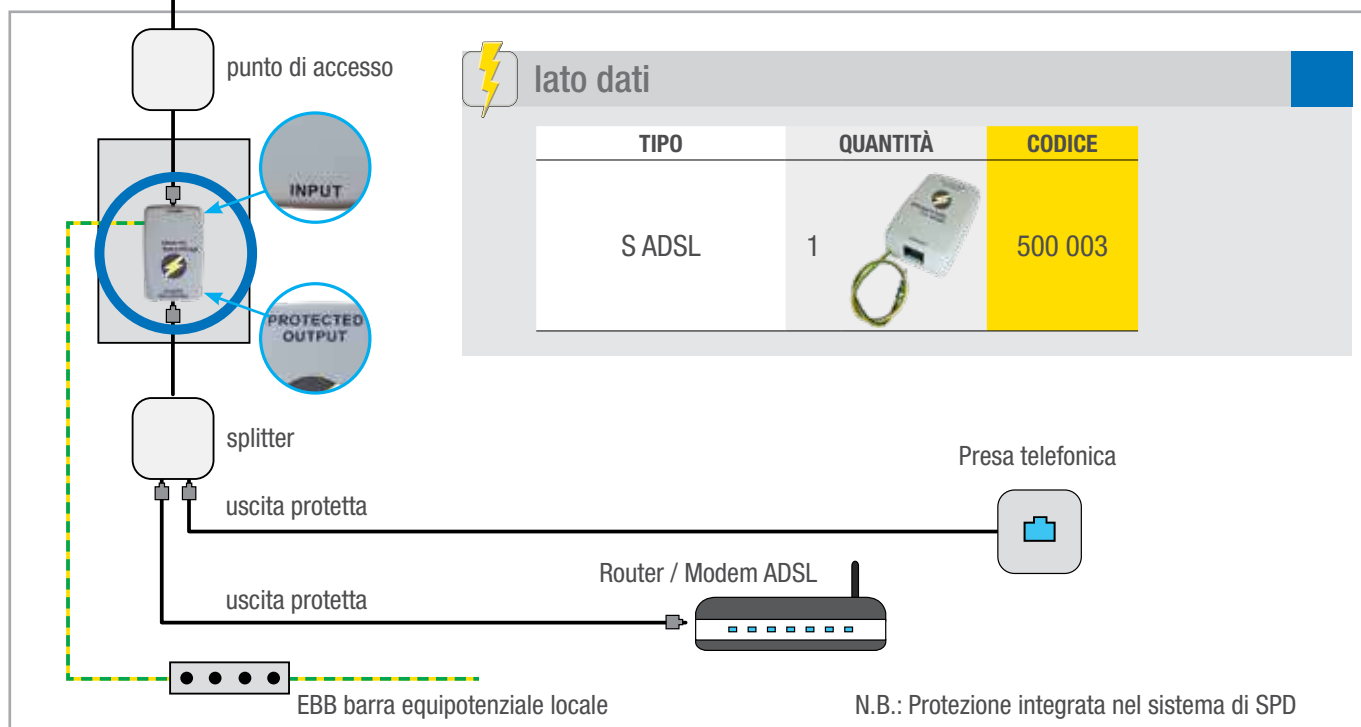 punto di accesso
lato dati
TIPO QUANTITÀ CODICE
INPUT
S ADSL 1 500 003
PROTECTED
OUTPUT
splitter
Presa telefonica
uscita protetta
Router / Modem ADSL
uscita protetta
EBB barra equipotenziale locale
N.B.: Protezione integrata nel sistema di SPD